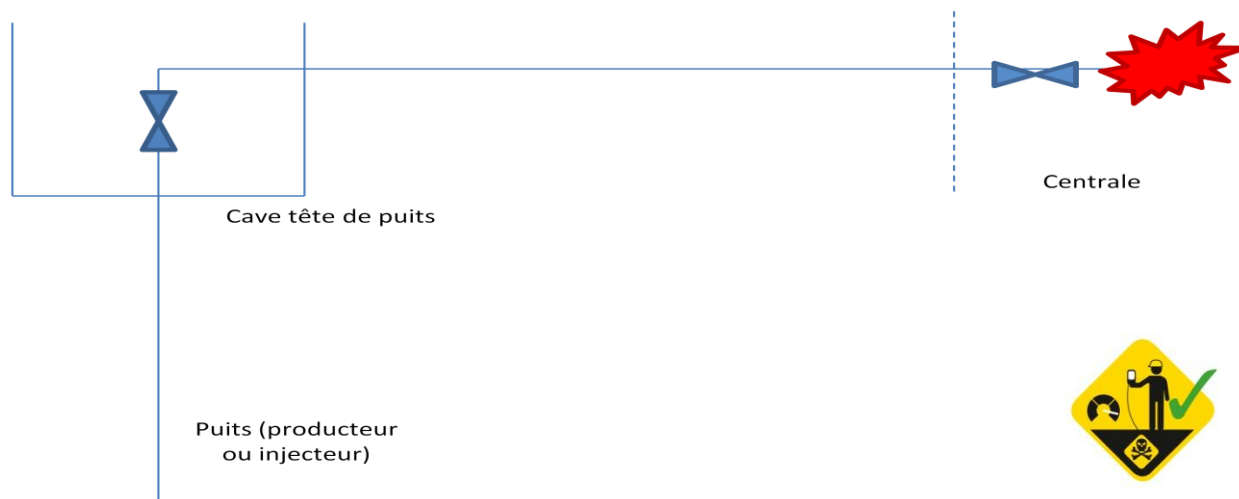 Centrale
Cave tête de puits
Puits (producteur
ou injecteur)